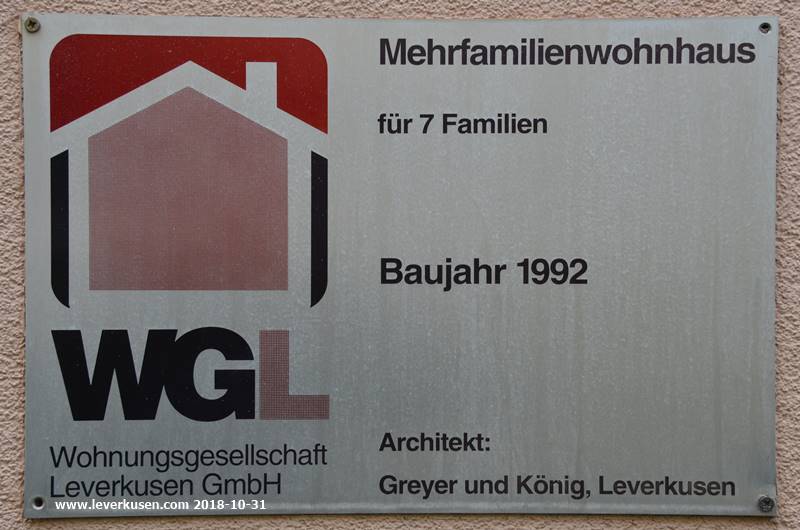 Mehrfamilienwohnhaus
für 7 Familien
Baujahr 1992
WGL
Wohnungsgesellschaft
Leverkusen GmbH
Architekt:
Greyer und König, Leverkusen
www.leverkusen.com 2018-10-31